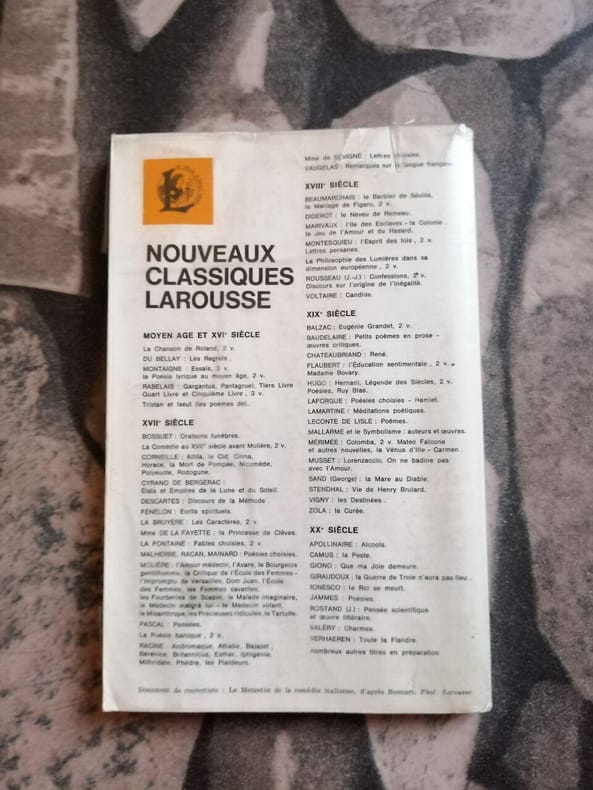 NOUVEAUX
CLASSIQUES
LAROUSSE
MOYEN AGE ET XVIe SIÈCLE
La Chanson de Roland, 2 v.
DU BELLAY : Les Regrets .
MONTAIGNE : Essais, v.
la Poésie lyrique au moyen âge, 2 v.
RABELAIS : Gargantua, Pantagruel, Tiers Livre
Quart Livre et Cinquième Livre , 3 v.
Tristan et Iseut (les poèmes de).
XVIIe SIÈCLE
BOSSUET : Oraisons funèbres.
La Comédie au XVIIe siècle avant Molière, 2 v.
CORNEILLE : Attila, le Cid, Cinna,
Horace, la Mort de Pompée, Nicomède,
Polyeucte, Rodogune.
CYRANO DE BERGERAC :
États et Empires de la Lune et du Soleil.
DESCARTES : Discours de la Méthode .
FÉNELON : Écrits spirituels.
LA BRUYÈRE : Les Caractères, 2 v.
Mme DE LA FAYETTE : la Princesse de Clèves.
LA FONTAINE : Fables choisies, 2 v.
MALHERBE, RACAN, MAINARD : Poésies choisies.
MOLIÈRE : l'Amour médecin, l'Avare, le Bourgeois
gentilhomme, la Critique de l'École des Femmes -
l'Impromptu de Versailles, Dom Juan, l'École
des Femmes, les Femmes savantes,
les Fourberies de Scapin, le Malade imaginaire,
le Médecin malgré lui - le Médecin volant,
le Misanthrope, les Précieuses ridicules, le Tartuffe.
PASCAL : Pensées.
La Poésie baroque , 2 v.
RACINE : Andromaque, Athalie, Bajazet ,
Bérénice, Britannicus, Esther, Iphigénie,
Mithridate, Phèdre, les Plaideurs.
Mme de SÉVIGNÉ : Lettres choisies.
VAUGELAS : Remarques sur la langue française
XVIIIe SIÈCLE
BEAUMARCHAIS : le Barbier de Séville,
le Mariage de Figaro, 2 v.
DIDEROT : le Neveu de Rameau.
MARIVAUX : l'Ile des Esclaves - la Colonie ,
le Jeu de l'Amour et du Hasard.
MONTESQUIEU : l'Esprit des lois , 2 v.
Lettres persanes.
La Philosophie des Lumières dans sa
dimension européenne , 2 v.
ROUSSEAU (J.-J.) : Confessions, 2 v.
Discours sur l'origine de l'Inégalité.
VOLTAIRE : Candide.
XIXe SIÈCLE
BALZAC : Eugénie Grandet, 2 v.
BAUDELAIRE : Petits poèmes en prose -
œuvres critiques.
CHATEAUBRIAND : René.
FLAUBERT : l'Éducation sentimentale , 2 v.
Madame Bovary.
HUGO : Hernani, Légende des Siècles, 2 v.
Poésies, Ruy Blas.
LAFORGUE : Poésies choisies - Hamlet.
LAMARTINE : Méditations poétiques.
LECONTE DE LISLE : Poèmes.
MALLARMÉ et le Symbolisme : auteurs et œuvres.
MÉRIMÉE : Colomba, 2 v. Mateo Falcone
et autres nouvelles, la Vénus d'Ille - Carmen .
MUSSET : Lorenzaccio, On ne badine pas
avec l'Amour.
SAND (George) : la Mare au Diable.
STENDHAL : Vie de Henry Brulard.
VIGNY : les Destinées .
ZOLA : la Curée.
XXe SIÈCLE
APOLLINAIRE : Alcools.
CAMUS : la Peste.
GIONO : Que ma Joie demeure.
GIRAUDOUX : la Guerre de Troie n'aura pas lieu .
IONESCO : le Roi se meurt.
JAMMES : Poésies.
ROSTAND (J.) : Pensée scientifique
et œuvre littéraire.
VALÉRY : Charmes.
VERHAEREN : Toute la Flandre.
nombreux autres titres en préparation
Document de couverture : Le Mezzetin de la comédie italienne, d'après Bonnart. Phot. Larousse.